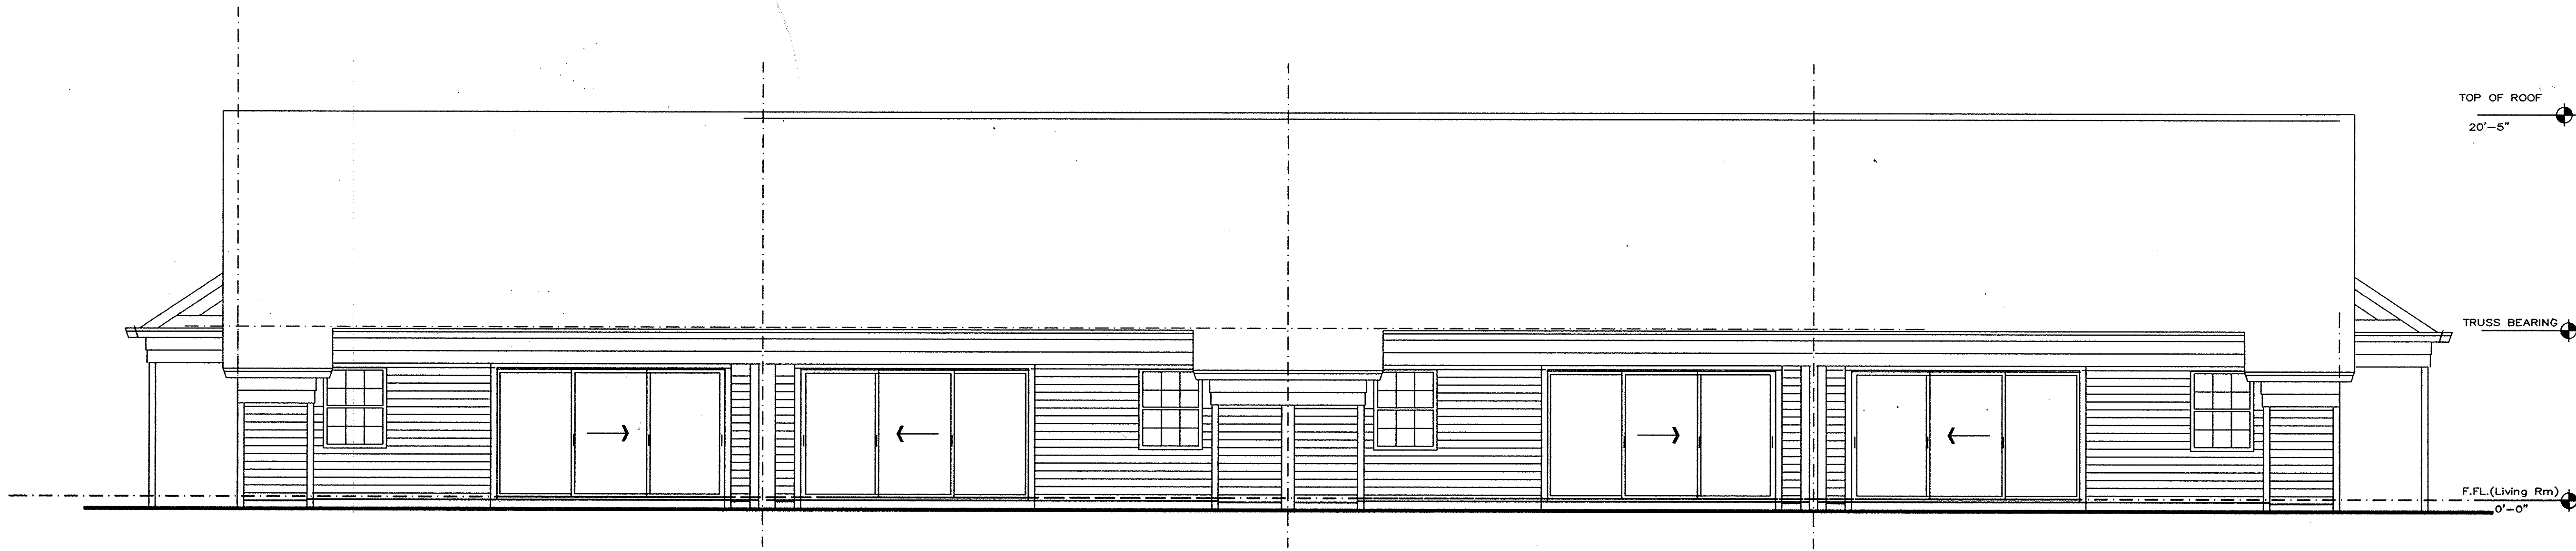 TOP OF ROOF
20'-5"
TRUSS BEARING
F.FL.(Living Rm)
0'-0"